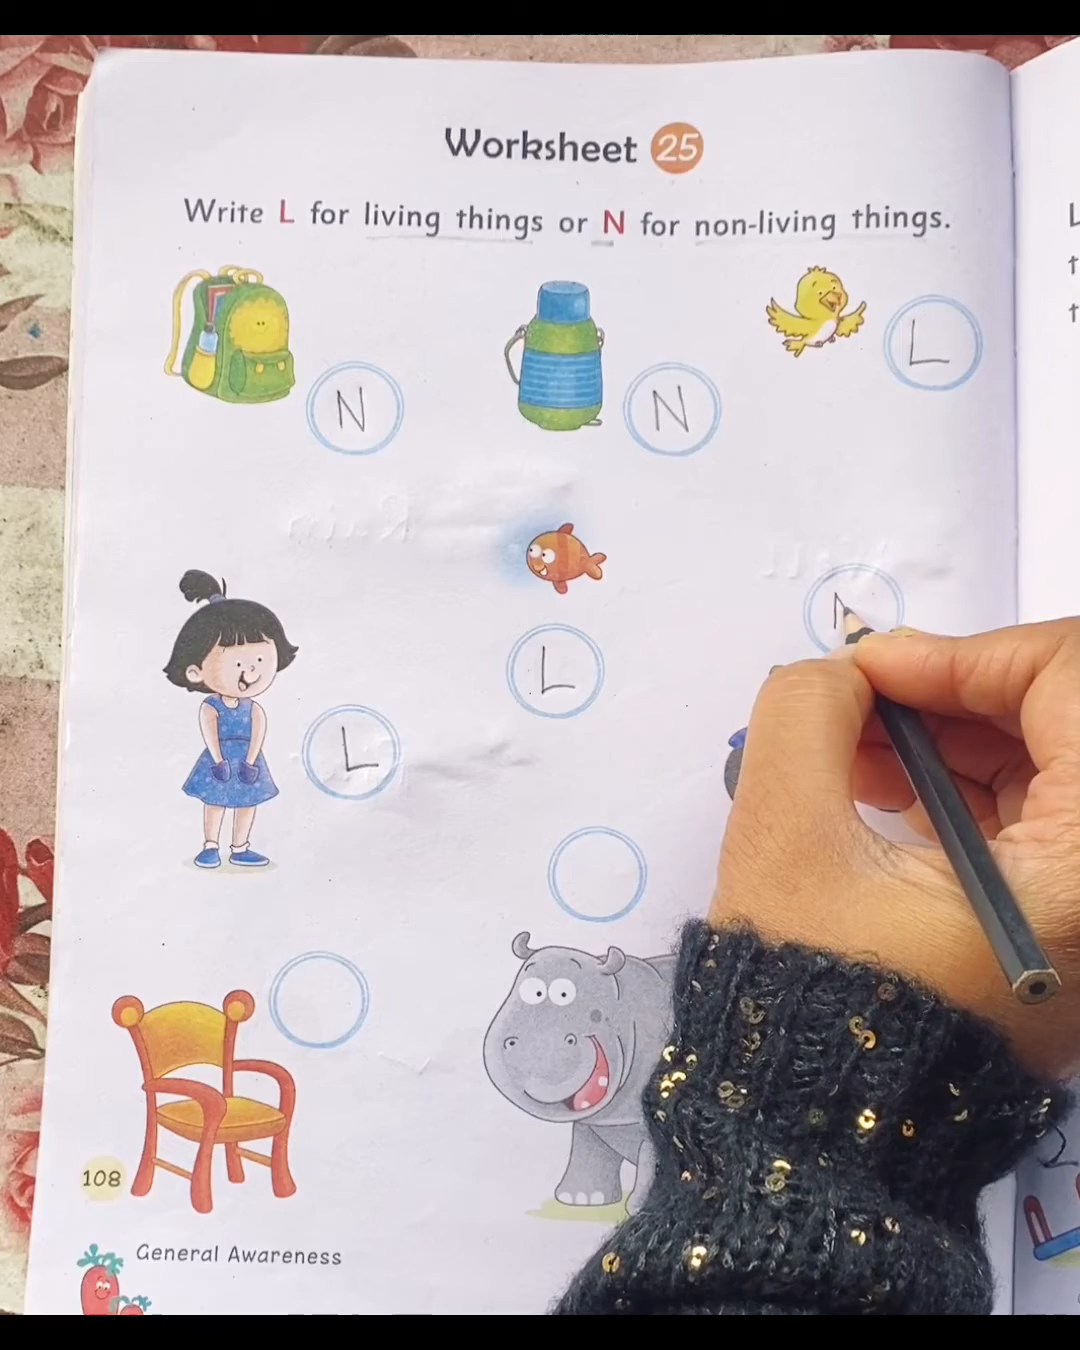 Worksheet 25
Write L for living things or N for non-living things.
N
N
L
L
L
108
General Awareness